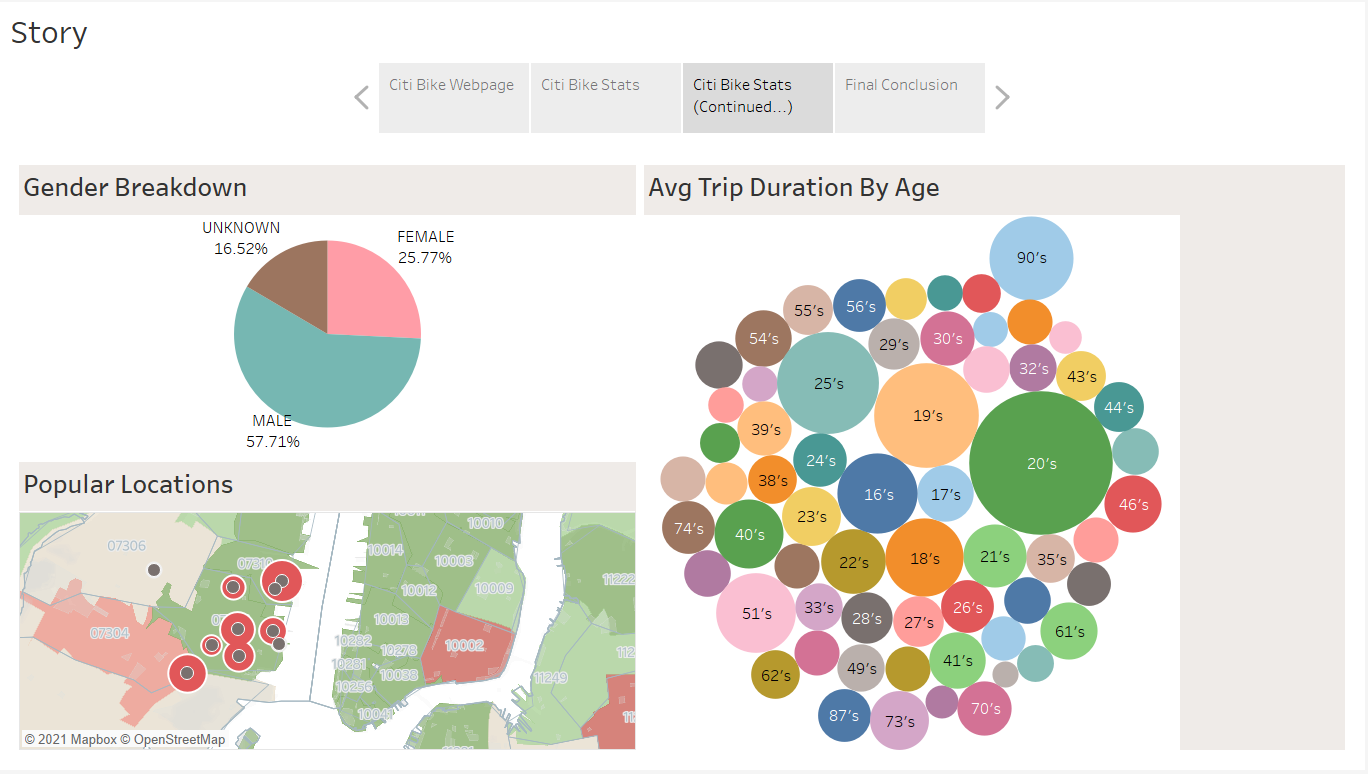 Story
Citi Bike Webpage
Citi Bike Stats
Citi Bike Stats
(Continued...)
Final Conclusion
Gender Breakdown
UNKNOWN
16.52%
FEMALE
25.77%
MALE
57.71%
Popular Locations
07306
07304
10014
10010
10003
10009
10012
10013
10002
10282
10278
10281
10038
10256
11249
11222
© 2021 Mapbox © OpenStreetMap
Avg Trip Duration By Age
90's
55's
56's
54's
29's
30's
25's
32's
43's
19's
44's
39's
24's
20's
38's
16's
17's
46's
74's
23's
40's
22's
18's
21's
35's
51's
33's
28's
27's
26's
61's
62's
49's
41's
87's
73's
70's